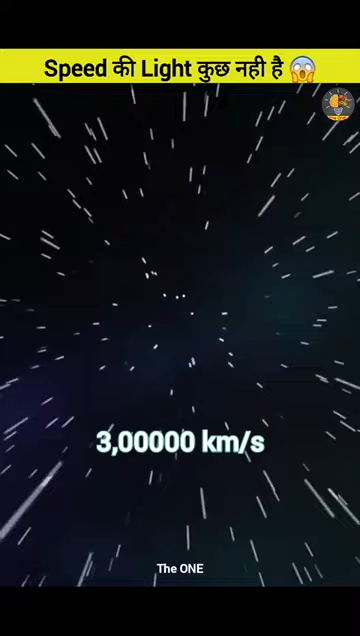 Speed की Light कुछ नही है 😱
3,00000 km/s
The ONE